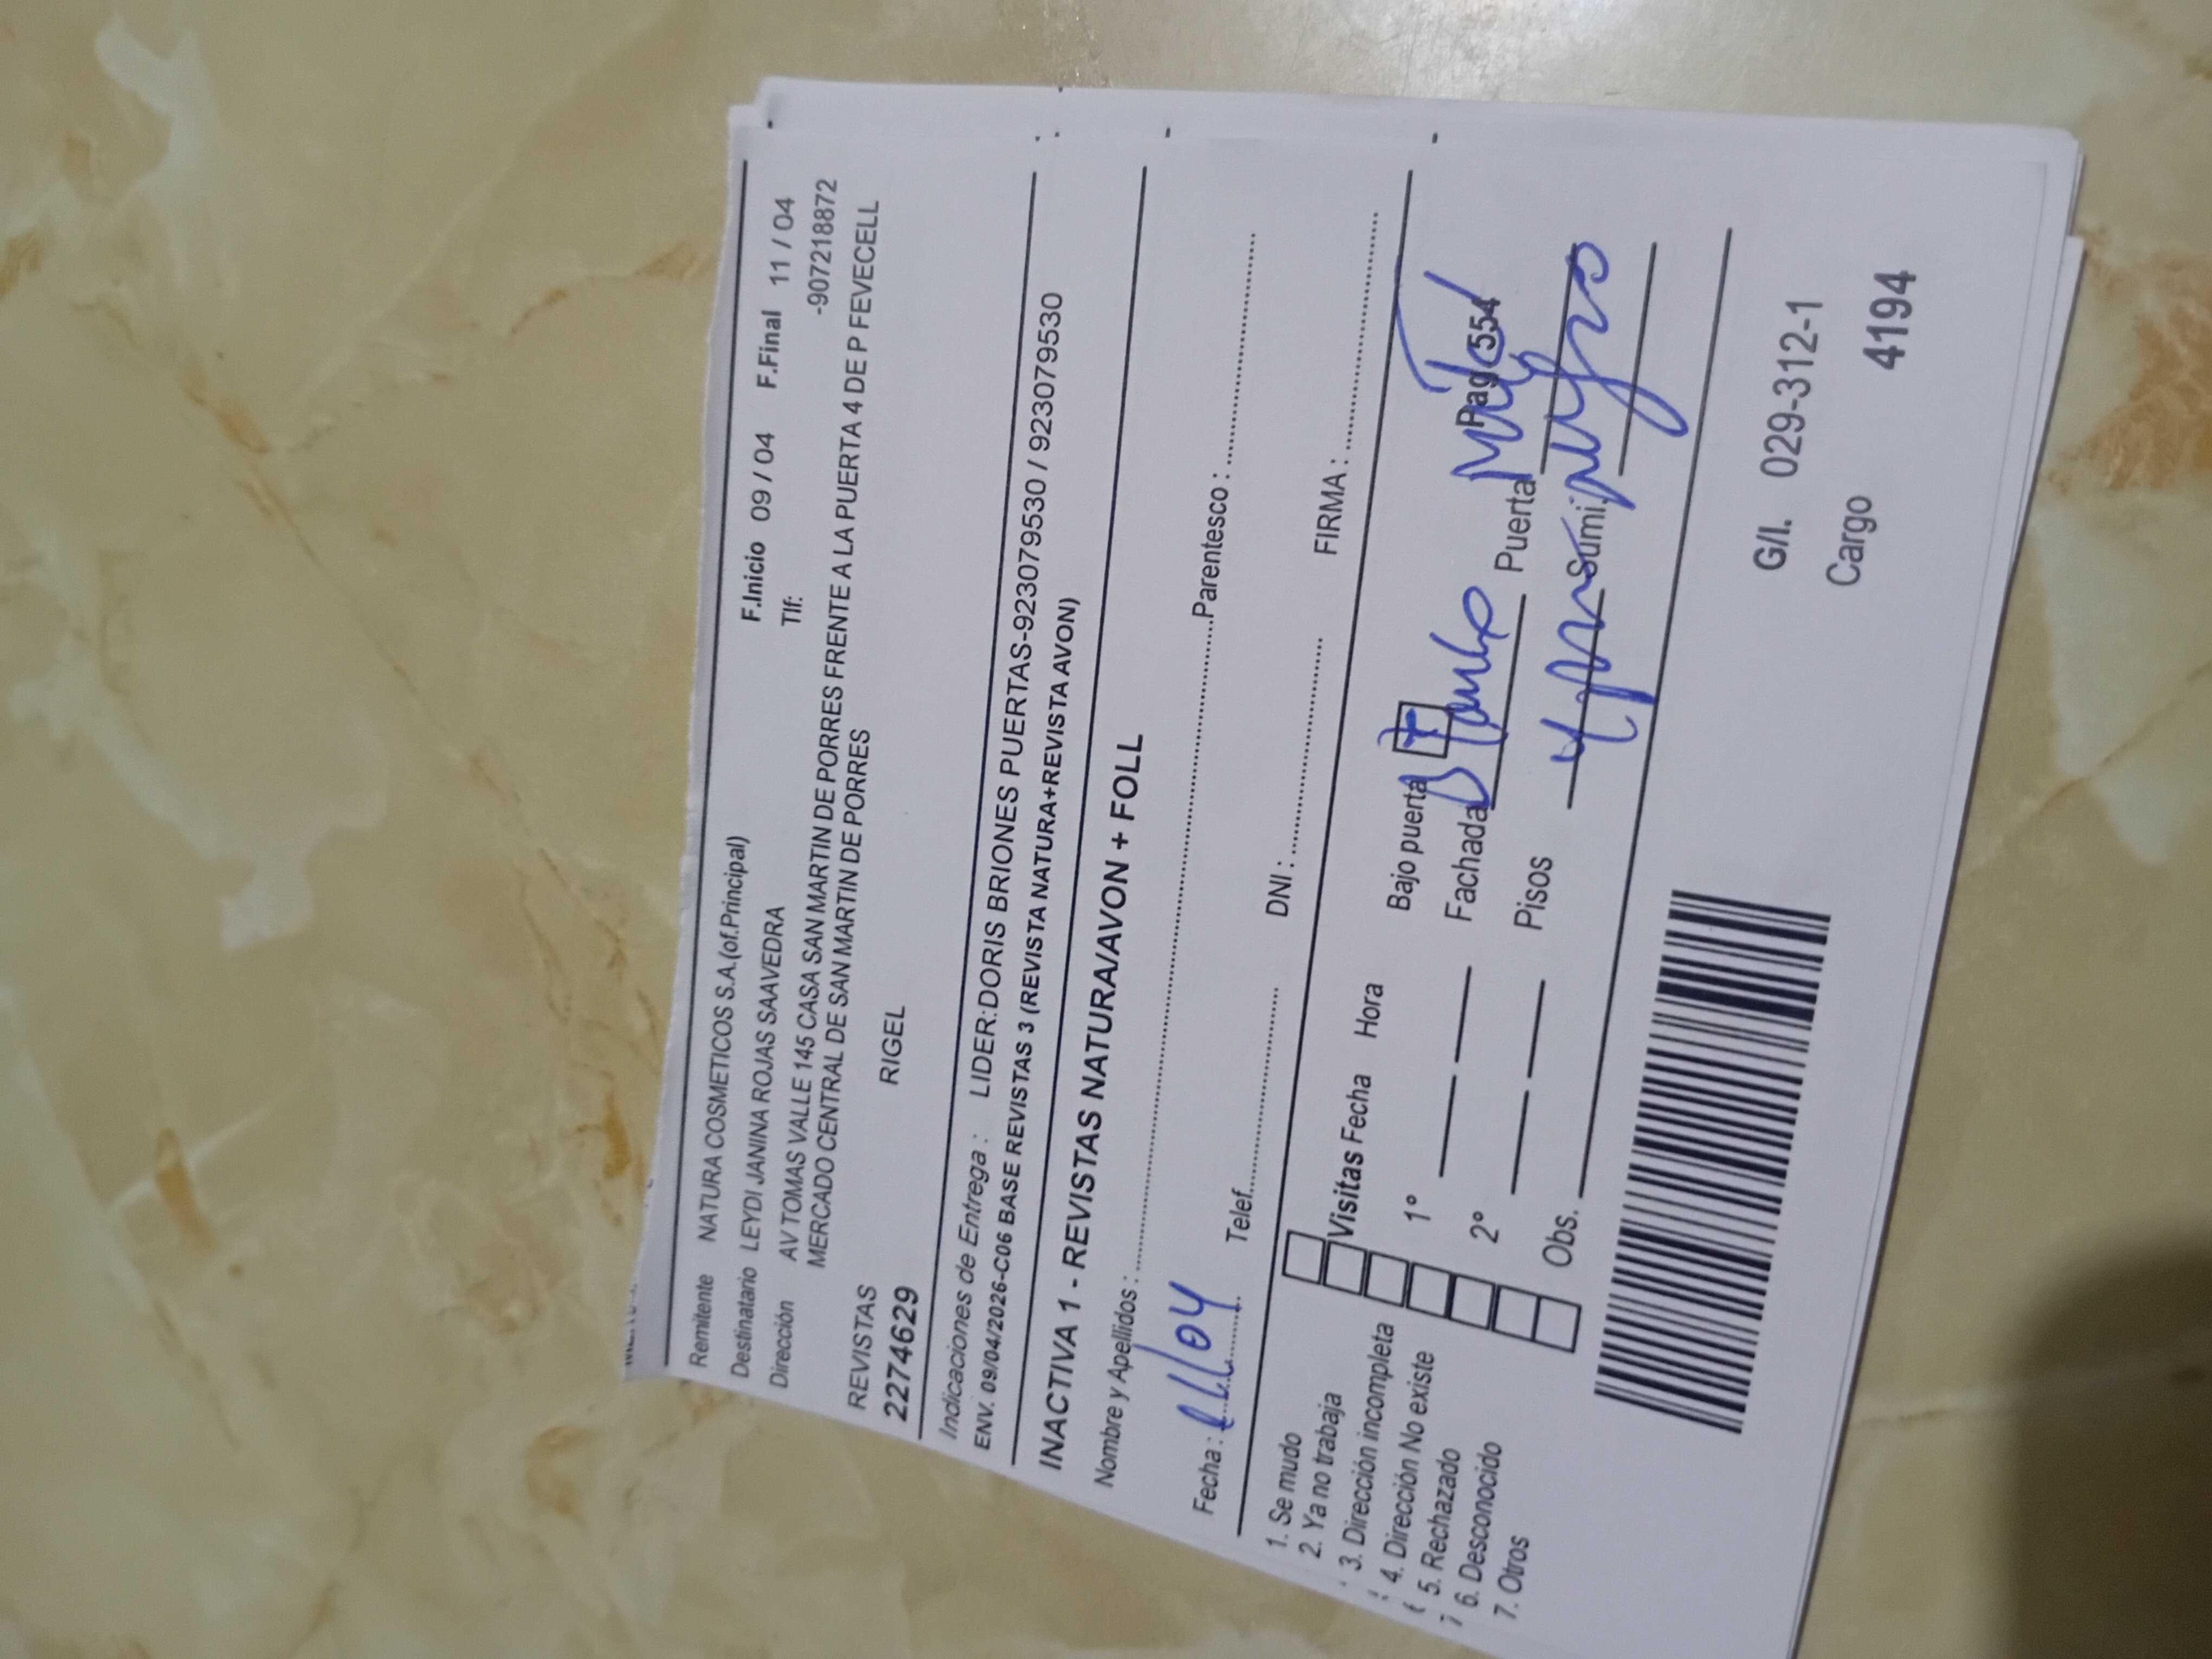 Remitente NATURA COSMETICOS S.A.(of.Principal) F.Inicio 09 / 04 F.Final 11 / 04
Destinatario LEYDI JANINA ROJAS SAAVEDRA Tlf: -907218872
Dirección AV TOMAS VALLE 145 CASA SAN MARTIN DE PORRES FRENTE A LA PUERTA 4 DE P FEVECELL
MERCADO CENTRAL DE SAN MARTIN DE PORRES
REVISTAS RIGEL
22774629
Indicaciones de Entrega : LIDER:DORIS BRIONES PUERTAS-923079530 / 923079530
ENV. 09/04/2026-C06 BASE REVISTAS 3 (REVISTA NATURA+REVISTA AVON)
INACTIVA 1 - REVISTAS NATURA/AVON + FOLL
Nombre y Apellidos : Parentesco :
Fecha : 11/04 Telef. DNI : FIRMA :
1. Se mudo
2. Ya no trabaja
3. Dirección incompleta
4. Dirección No existe
5. Rechazado
6. Desconocido
7. Otros
Visitas Fecha Hora Bajo puerta
1º Fachada Blanco Puerta Metal Pag 554
2º Pisos Sumi.
Obs.
G/I. 029-312-1
Cargo 4194